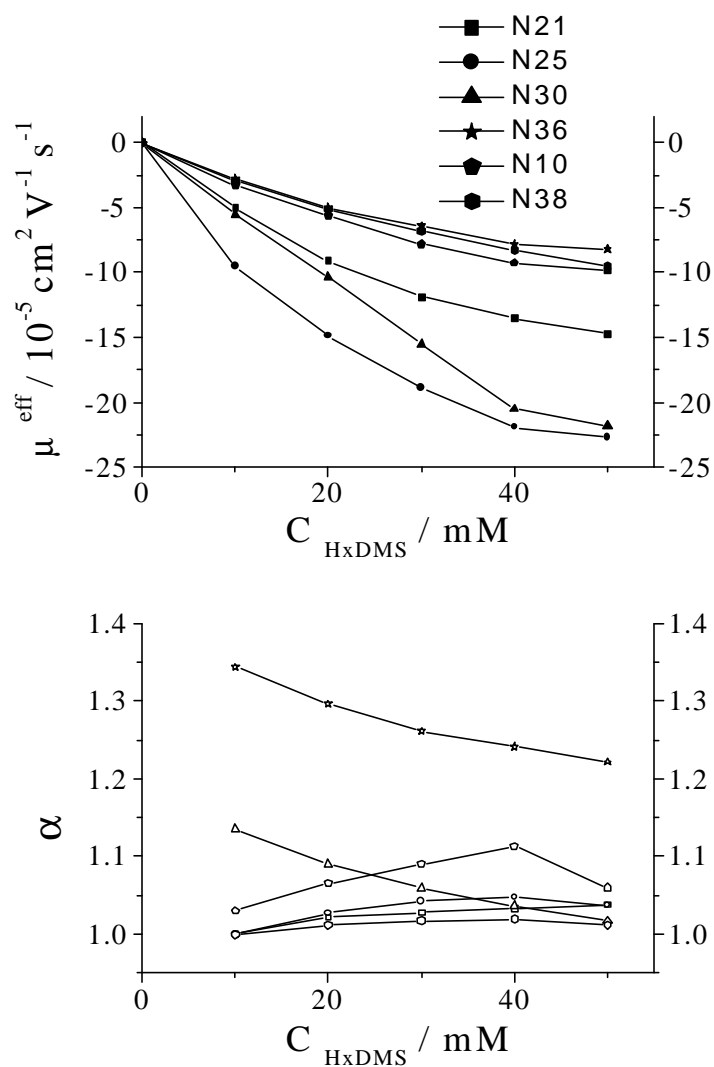 N21
N25
N30
N36
N10
N38
0 0
-5 -5
-10 -10
-15 -15
-20 -20
-25 -25
μ eff / 10 -5 cm 2 V -1 s -1
0 20 40
C HxDMS / mM
1.4 1.4
1.3 1.3
1.2 1.2
1.1 1.1
1.0 1.0
α
0 20 40
C HxDMS / mM